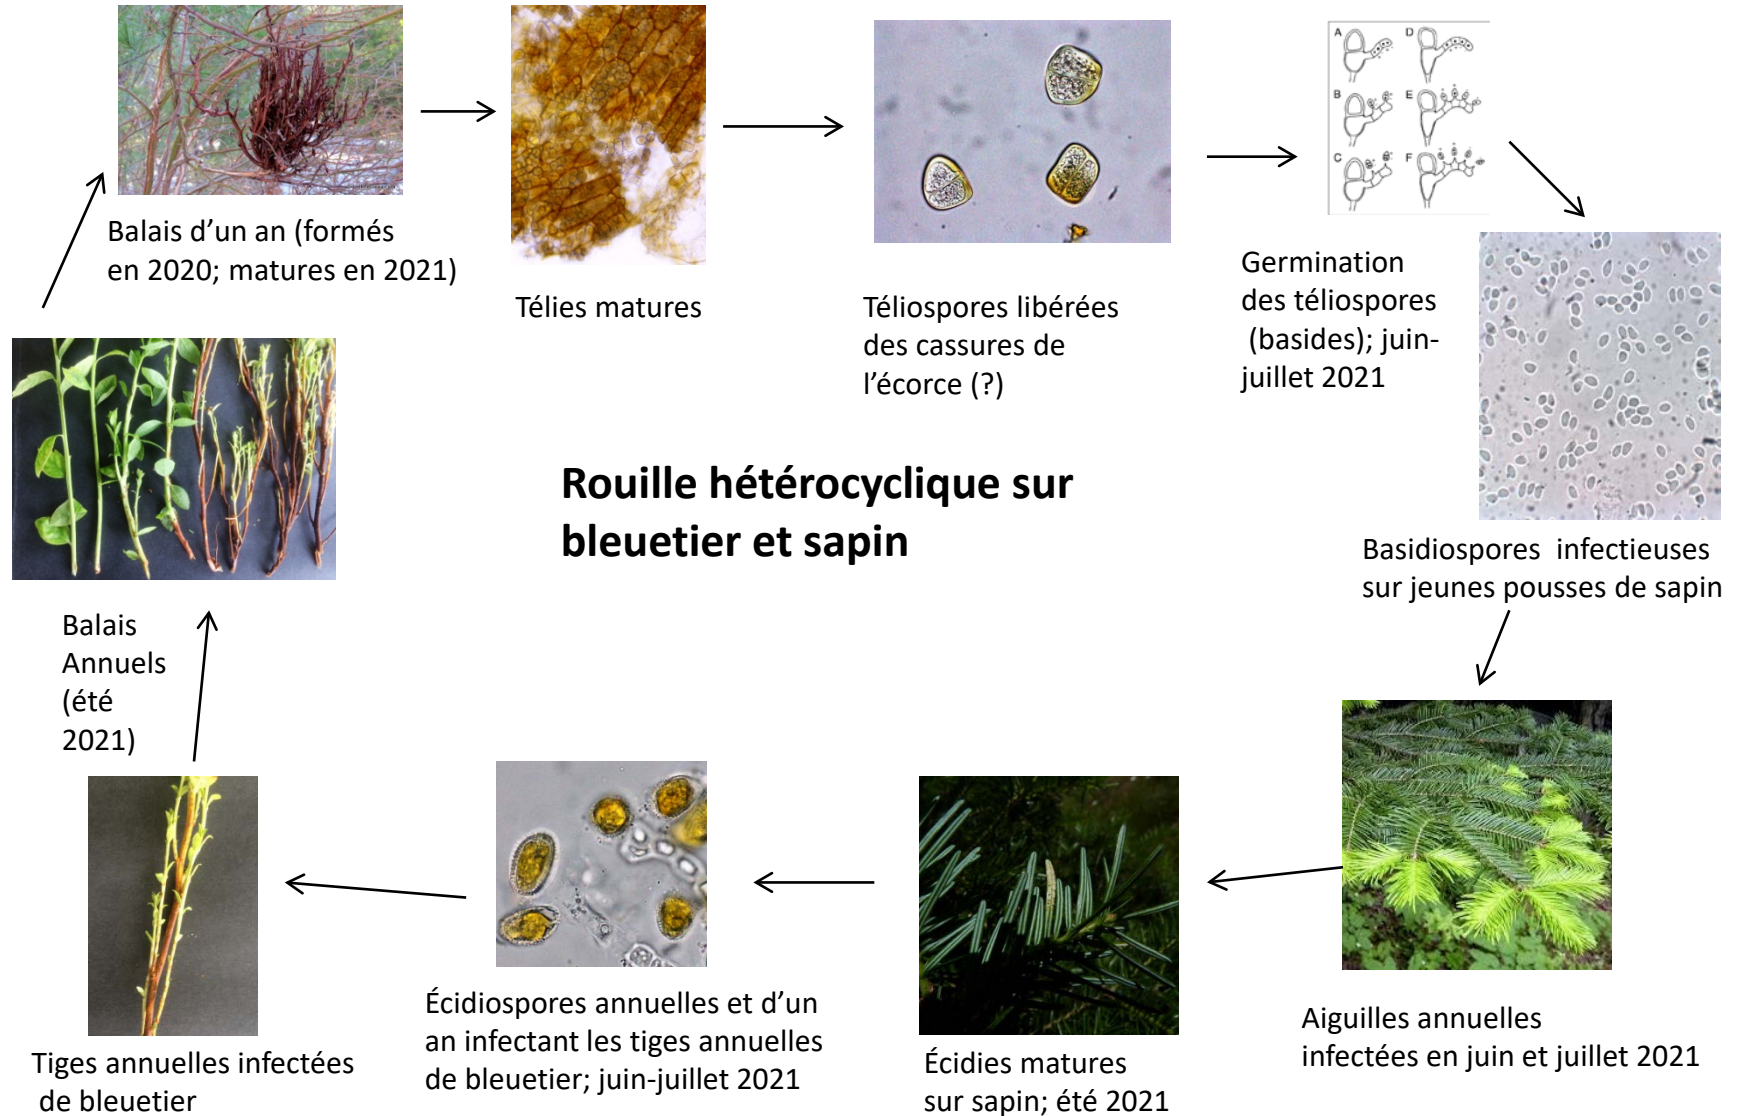 Balais d'un an (formés
en 2020; matures en 2021)
Télies matures
Téliospores libérées
des cassures de
l'écorce (?)
A
D
B
E
C
F
Germination
des téliospores
(basides); juin-
juillet 2021
Rouille hétérocyclique sur
bleuetier et sapin
Basidiospores infectieuses
sur jeunes pousses de sapin
Balais
Annuels
(été
2021)
Tiges annuelles infectées
de bleuetier
Écidiospores annuelles et d'un
an infectant les tiges annuelles
de bleuetier; juin-juillet 2021
Écidies matures
sur sapin; été 2021
Aiguilles annuelles
infectées en juin et juillet 2021